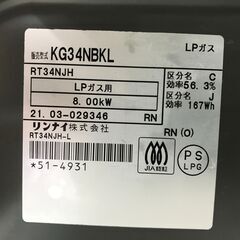 販売型式 KG34NBKL LPガス
RT34NJH
LPガス用
8.00kW
区分名 C
効率 56.3%
区分名 J
効率 167Wh
21.03-029346 RN
リンナイ株式会社 RN (O)
RT34NJH-L
*51-4931
JIA認証
PS
LPG